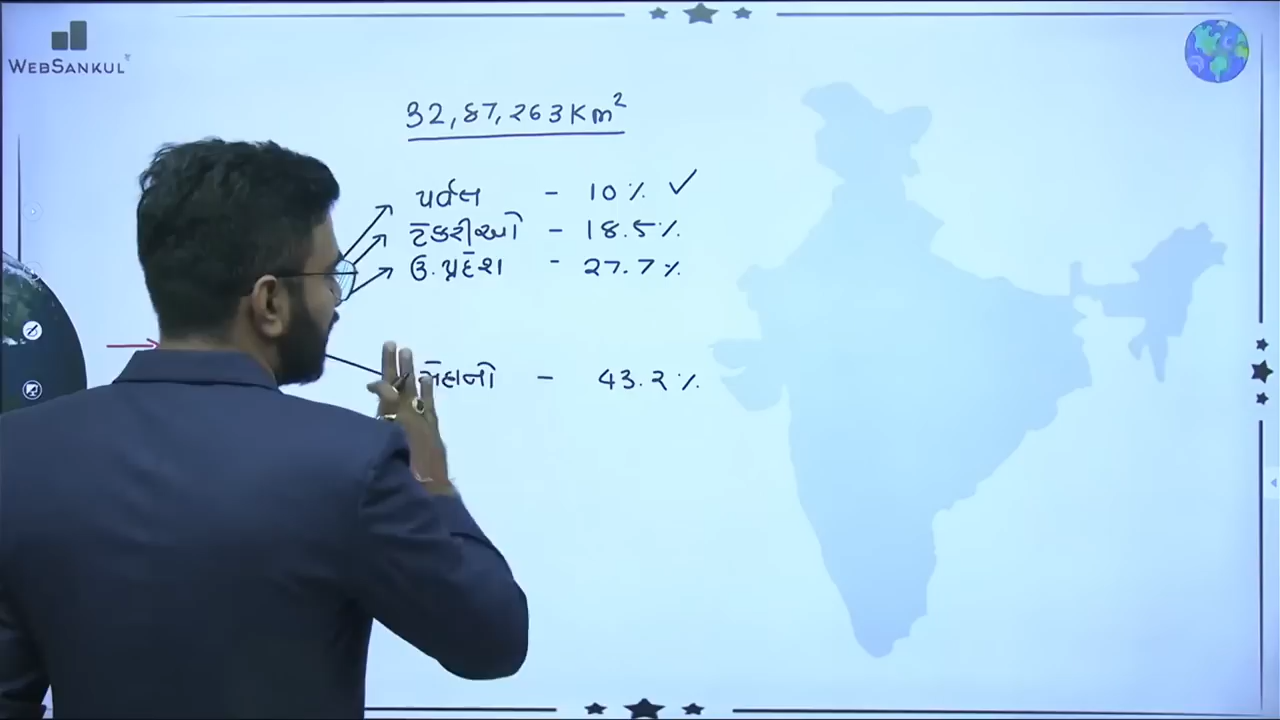 WEBSANKUL
32,87,263 Km²
પર્વત - 10% ✓
ટેકરીઓ - 18.5%
ઉ.પ્રદેશ - 27.7%
મેદાનો - 43.2%